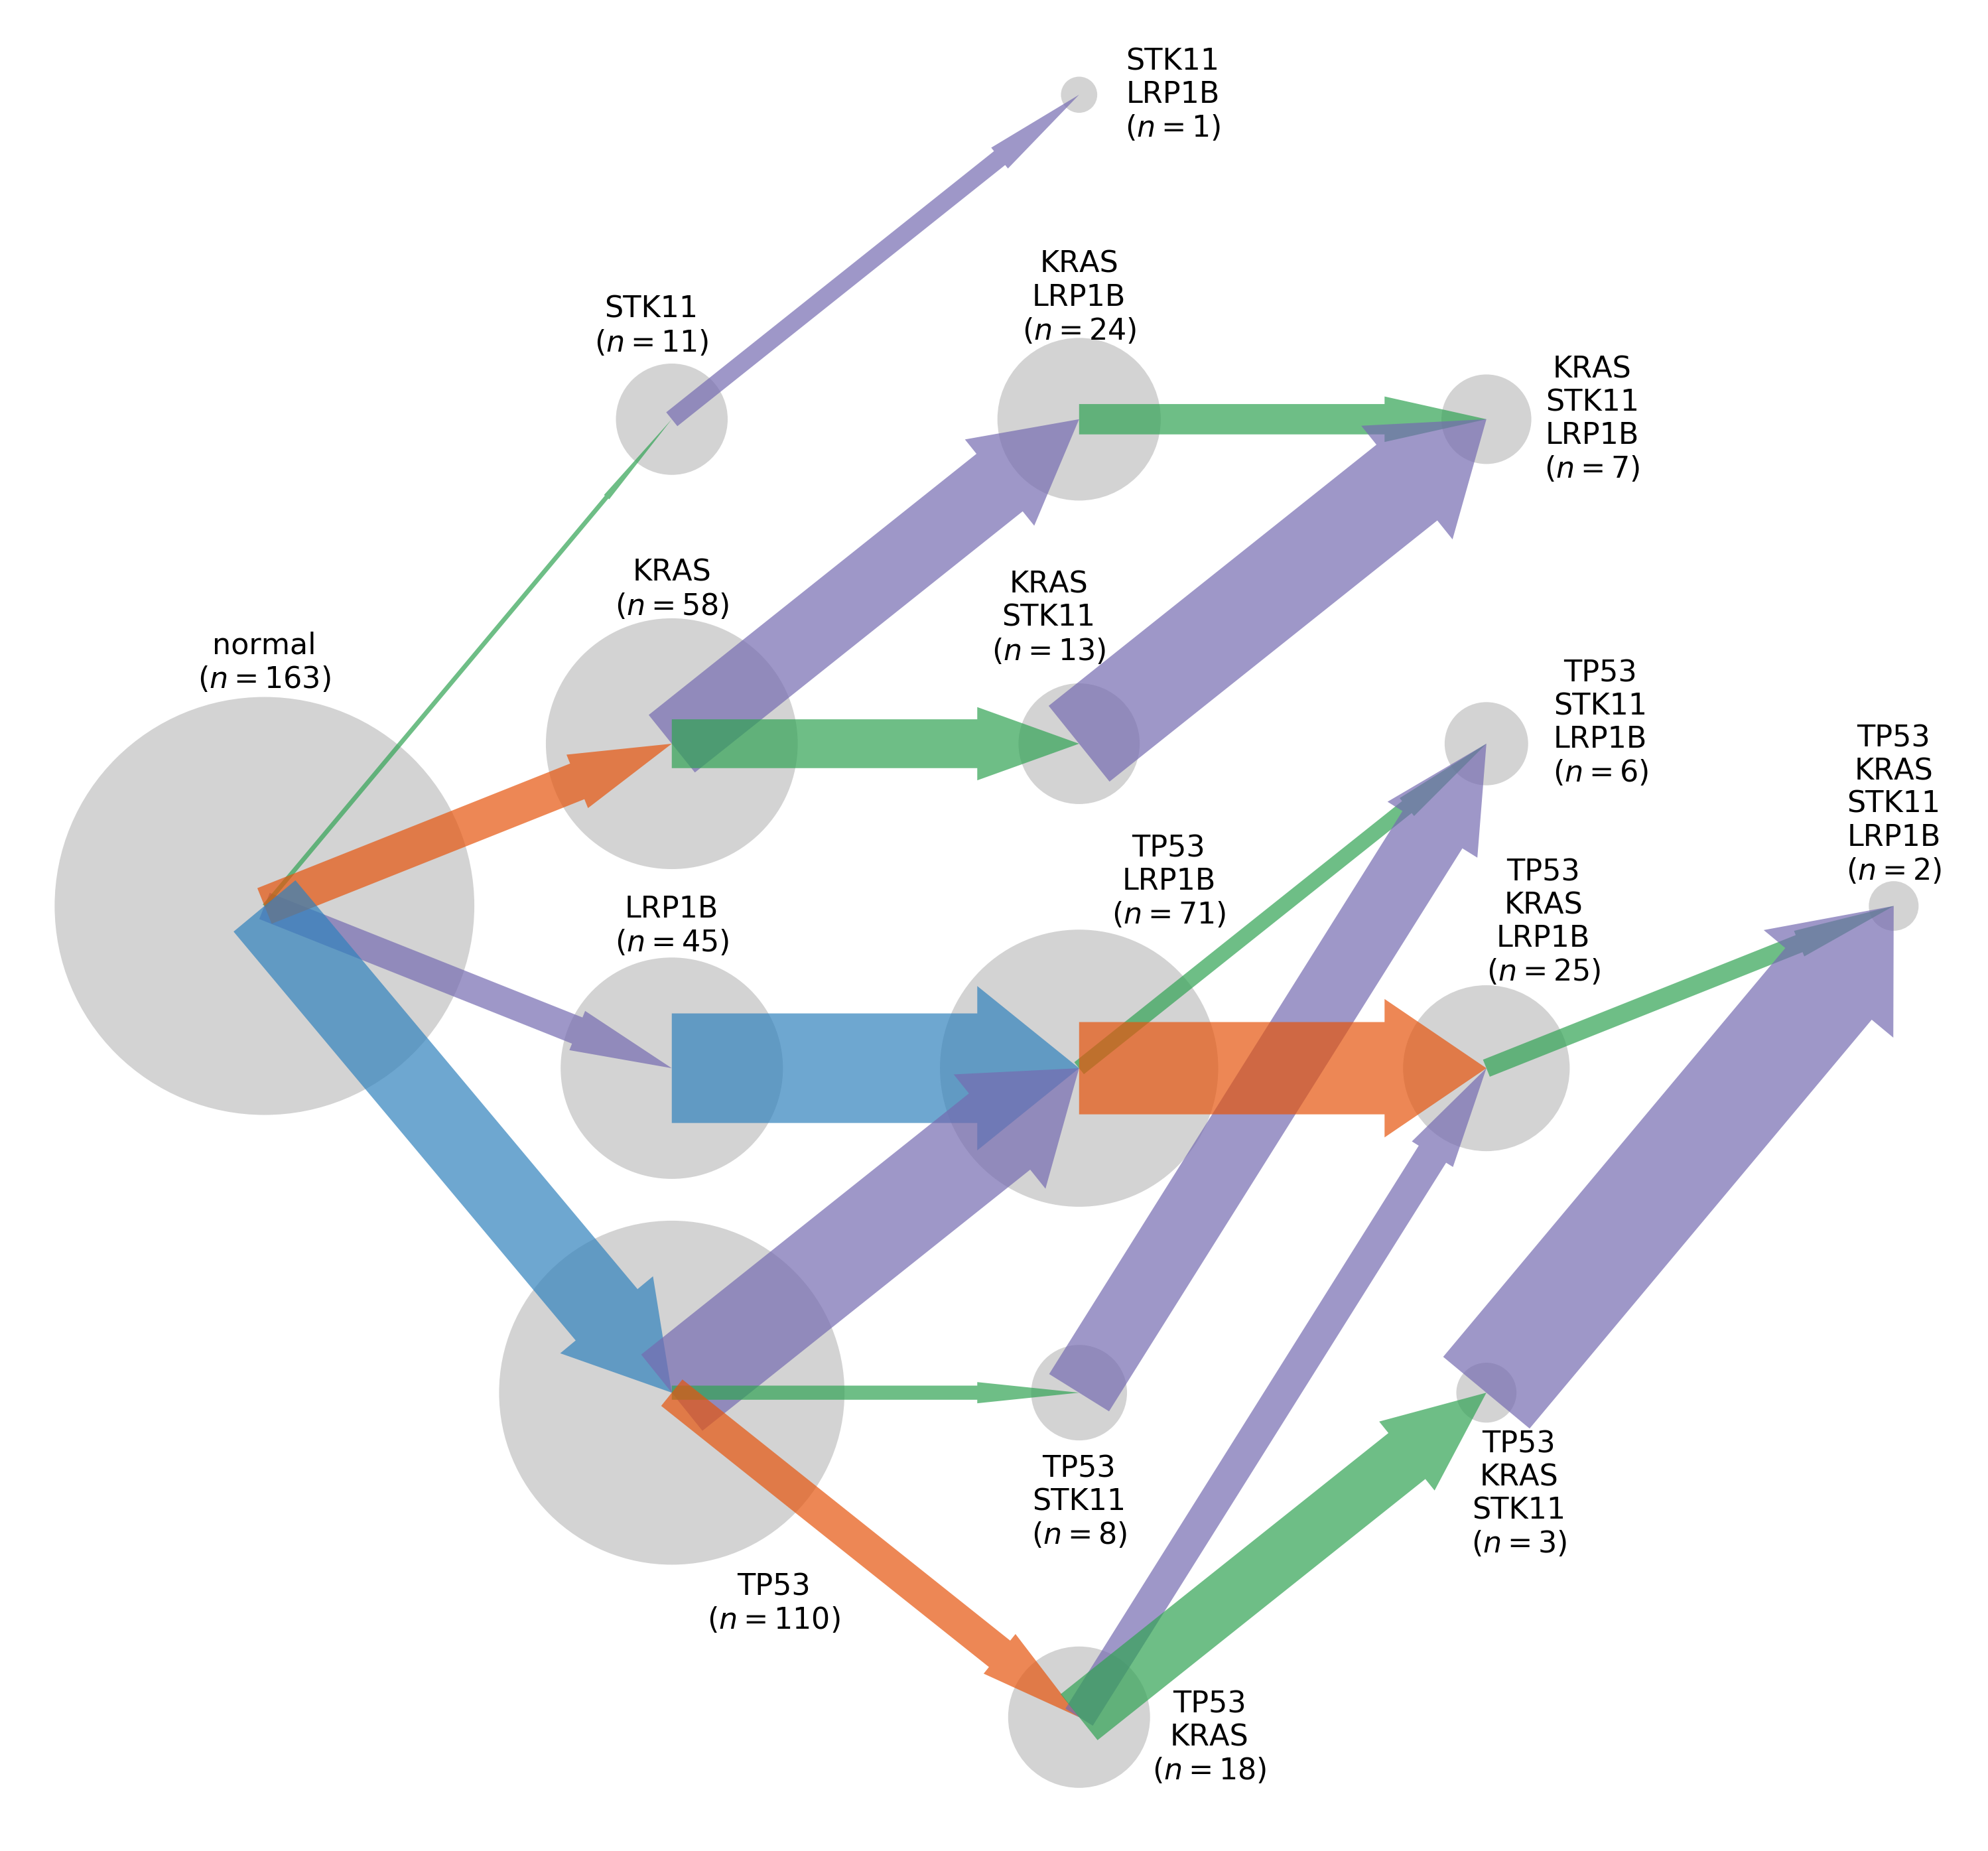 STK11
LRP1B
(n = 1)
KRAS
LRP1B
(n = 24)
STK11
(n = 11)
KRAS
STK11
LRP1B
(n = 7)
KRAS
(n = 58)
KRAS
STK11
(n = 13)
normal
(n = 163)
TP53
STK11
LRP1B
(n = 6)
TP53
KRAS
STK11
LRP1B
(n = 2)
TP53
LRP1B
(n = 71)
TP53
KRAS
LRP1B
(n = 25)
LRP1B
(n = 45)
TP53
STK11
(n = 8)
TP53
KRAS
STK11
(n = 3)
TP53
(n = 110)
TP53
KRAS
(n = 18)